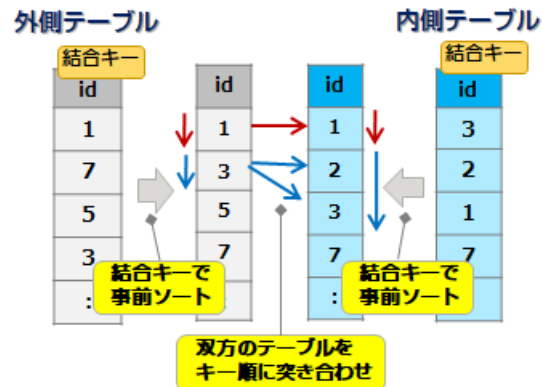 外側テーブル
内側テーブル
結合キー
結合キー
id
id
id
id
1
1
1
3
7
3
2
2
5
5
3
1
3
7
7
7
:
:
結合キーで
事前ソート
結合キーで
事前ソート
双方のテーブルを
キー順に突き合わせ